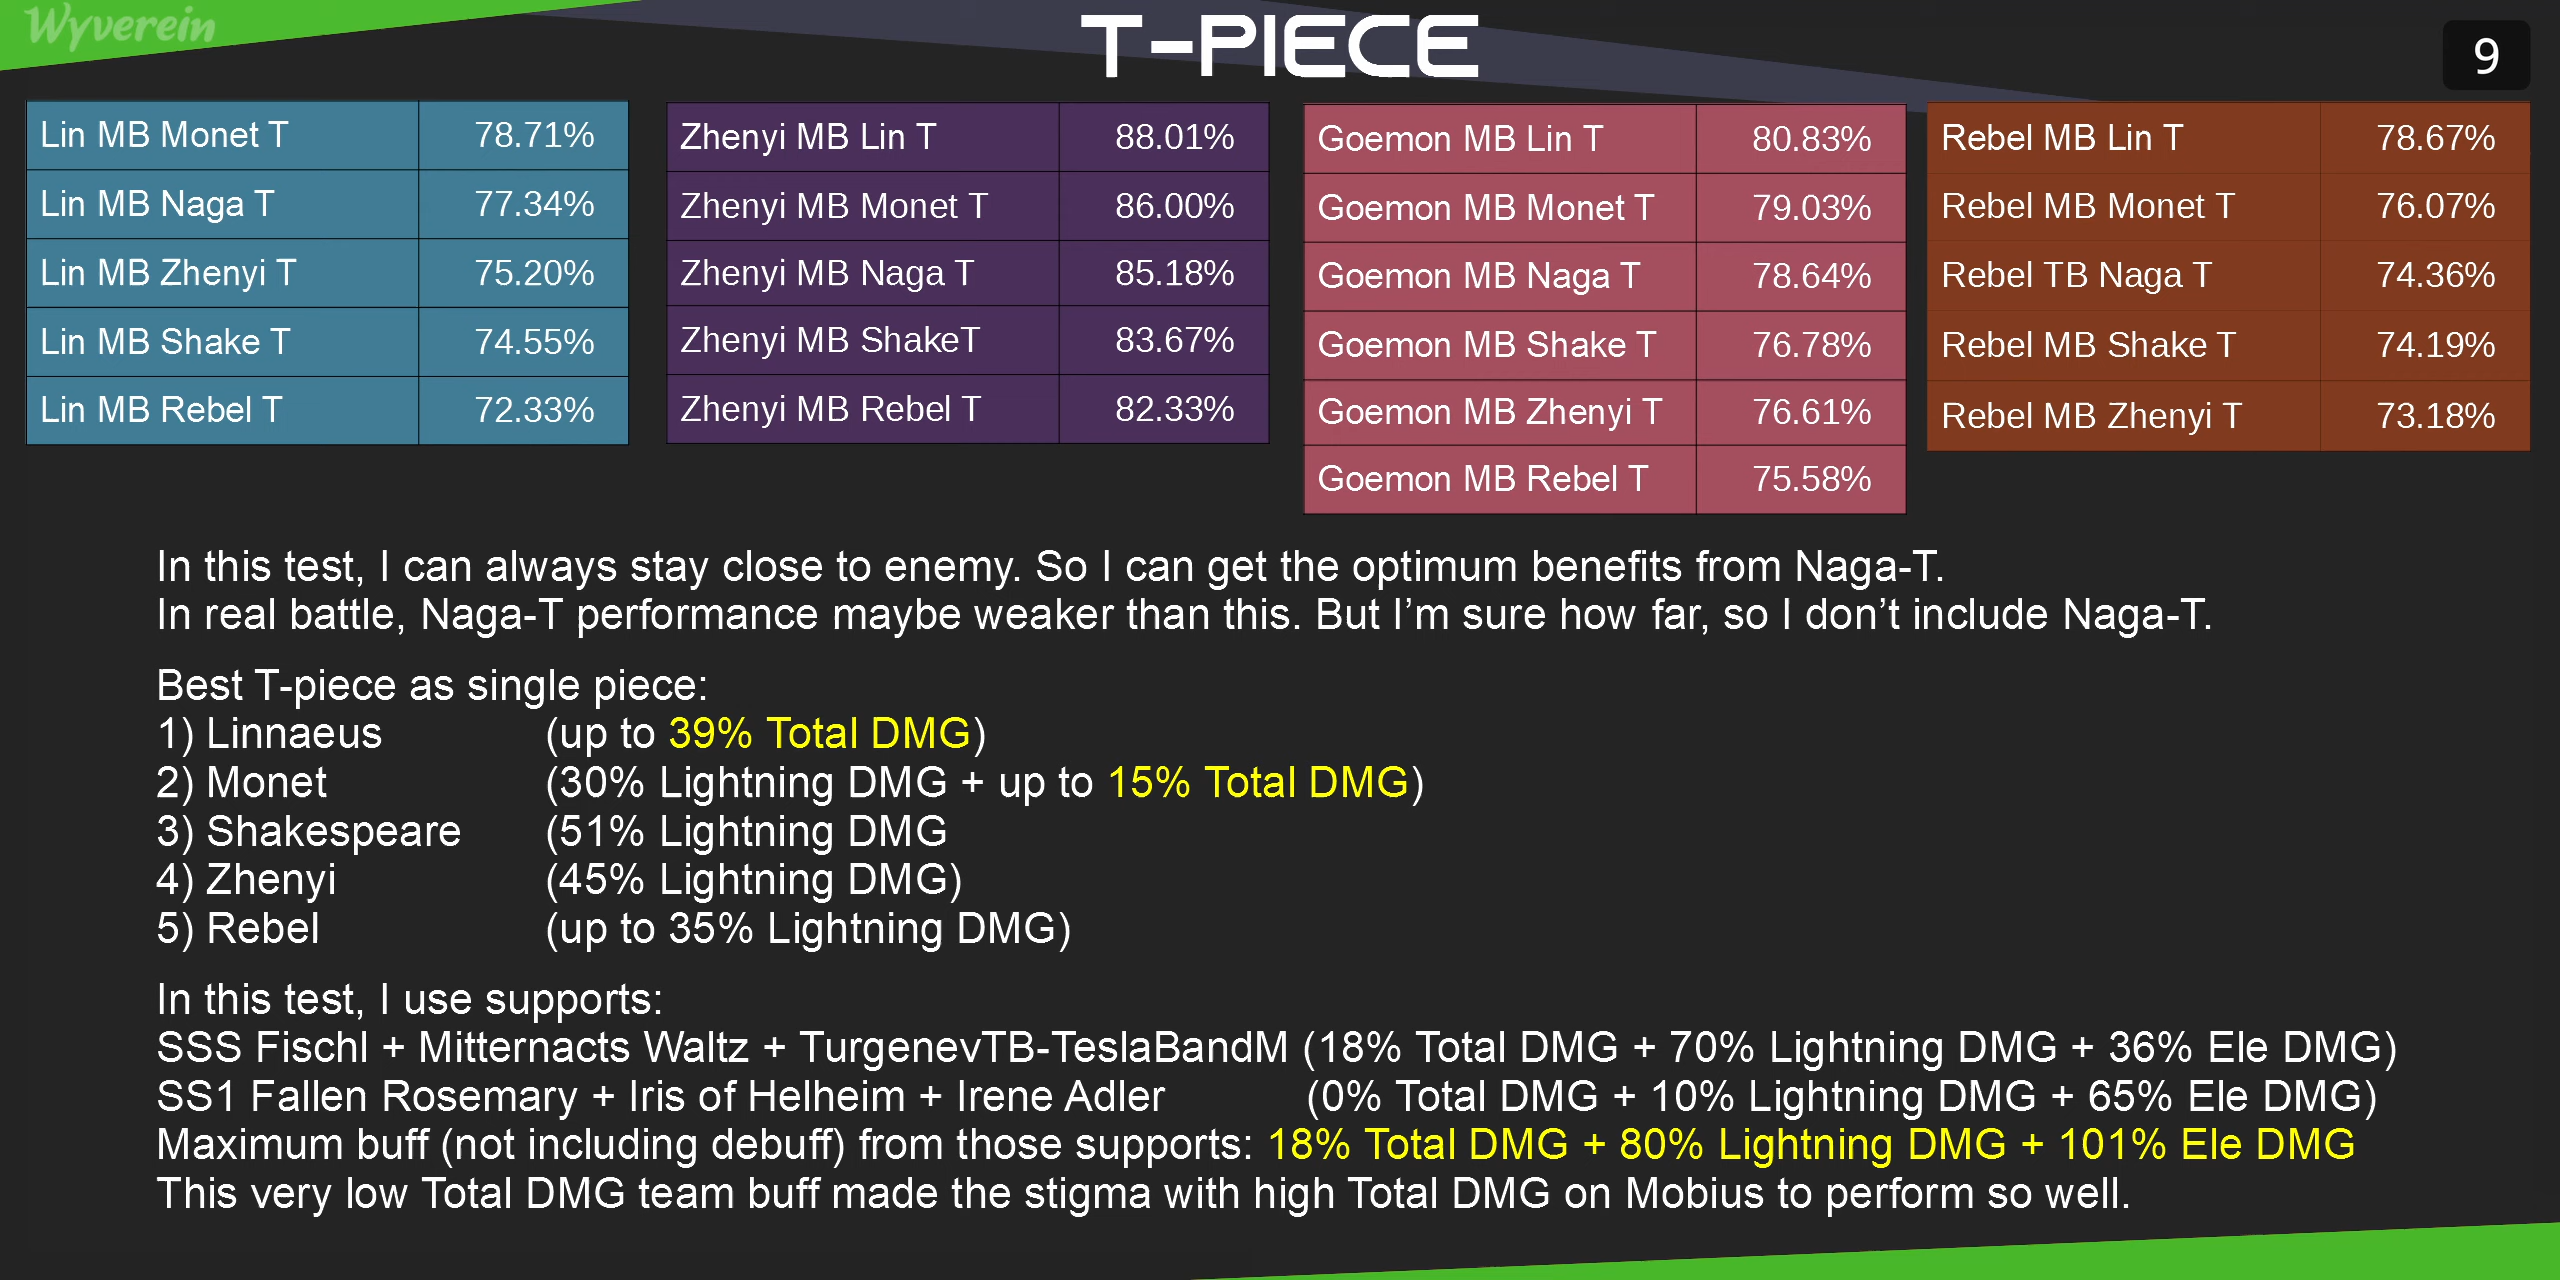 Wyverein
T-PIECE
9
Lin MB Monet T 78.71%
Lin MB Naga T 77.34%
Lin MB Zhenyi T 75.20%
Lin MB Shake T 74.55%
Lin MB Rebel T 72.33%
Zhenyi MB Lin T 88.01%
Zhenyi MB Monet T 86.00%
Zhenyi MB Naga T 85.18%
Zhenyi MB ShakeT 83.67%
Zhenyi MB Rebel T 82.33%
Goemon MB Lin T 80.83%
Goemon MB Monet T 79.03%
Goemon MB Naga T 78.64%
Goemon MB Shake T 76.78%
Goemon MB Zhenyi T 76.61%
Goemon MB Rebel T 75.58%
Rebel MB Lin T 78.67%
Rebel MB Monet T 76.07%
Rebel TB Naga T 74.36%
Rebel MB Shake T 74.19%
Rebel MB Zhenyi T 73.18%
In this test, I can always stay close to enemy. So I can get the optimum benefits from Naga-T.
In real battle, Naga-T performance maybe weaker than this. But I’m sure how far, so I don’t include Naga-T.
Best T-piece as single piece:
1) Linnaeus (up to 39% Total DMG)
2) Monet (30% Lightning DMG + up to 15% Total DMG)
3) Shakespeare (51% Lightning DMG
4) Zhenyi (45% Lightning DMG)
5) Rebel (up to 35% Lightning DMG)
In this test, I use supports:
SSS Fischl + Mitternacts Waltz + TurgenevTB-TeslaBandM (18% Total DMG + 70% Lightning DMG + 36% Ele DMG)
SS1 Fallen Rosemary + Iris of Helheim + Irene Adler (0% Total DMG + 10% Lightning DMG + 65% Ele DMG)
Maximum buff (not including debuff) from those supports: 18% Total DMG + 80% Lightning DMG + 101% Ele DMG
This very low Total DMG team buff made the stigma with high Total DMG on Mobius to perform so well.